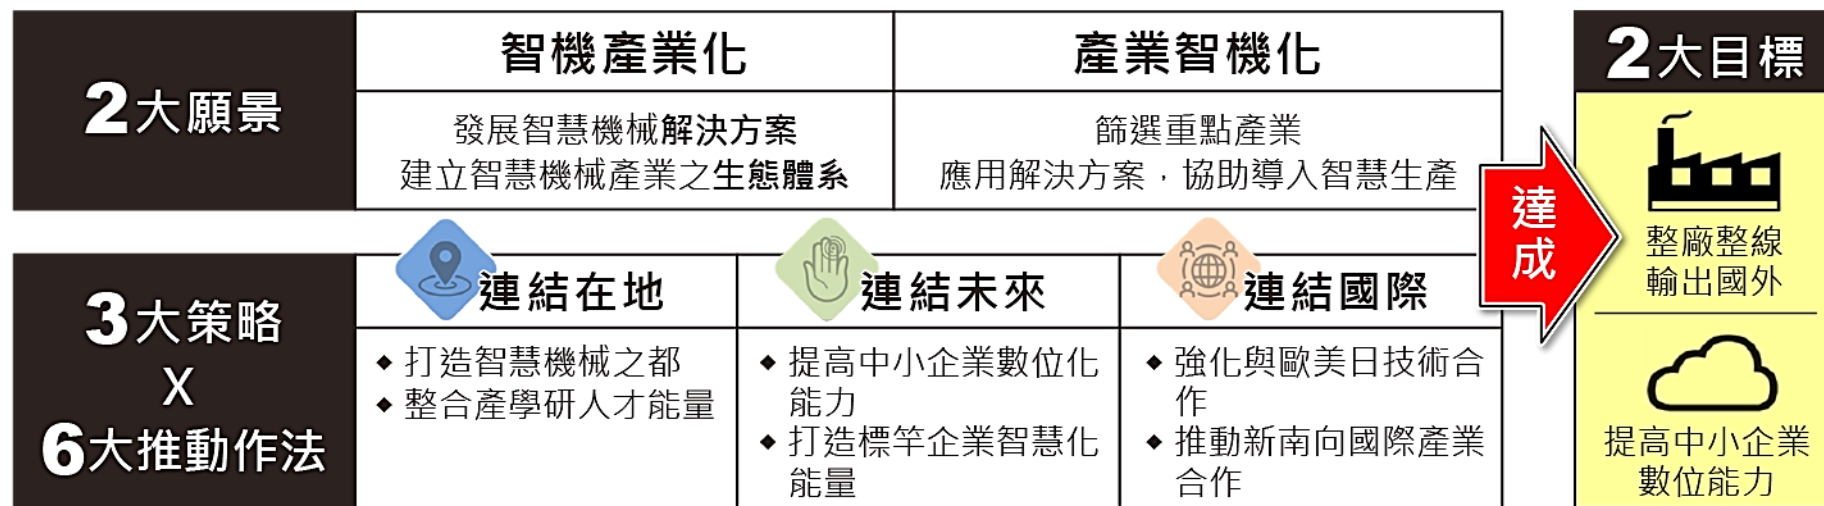 2大願景
智機產業化
發展智慧機械解決方案
建立智慧機械產業之生態體系
產業智機化
篩選重點產業
應用解決方案，協助導入智慧生產
3大策略
X
6大推動作法
連結在地
◆ 打造智慧機械之都
◆ 整合產學研人才能量
連結未來
◆ 提高中小企業數位化
能力
◆ 打造標竿企業智慧化
能量
連結國際
◆ 強化與歐美日技術合
作
◆ 推動新南向國際產業
合作
達
成
2大目標
整廠整線
輸出國外
提高中小企業
數位能力